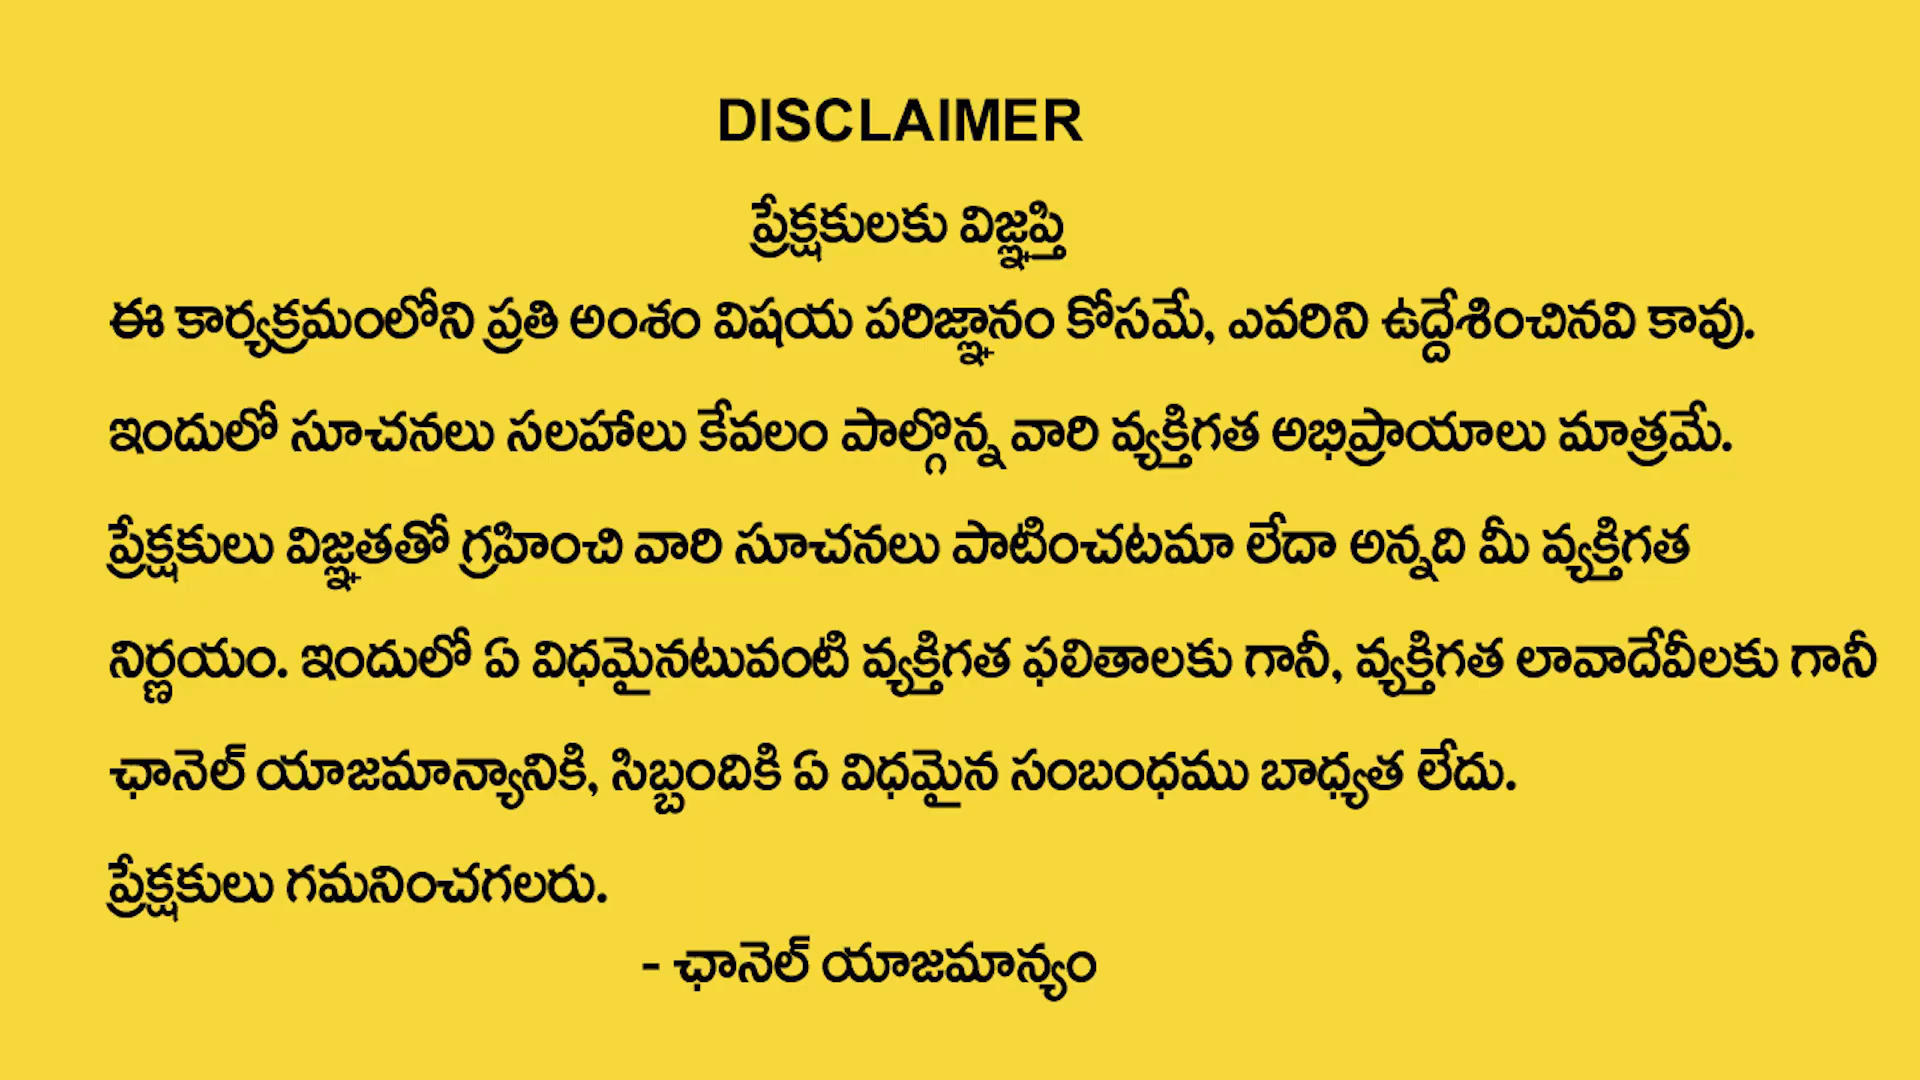 DISCLAIMER
ప్రేక్షకులకు విజ్ఞప్తి
ఈ కార్యక్రమంలోని ప్రతి అంశం విషయ పరిజ్ఞానం కోసమే, ఎవరిని ఉద్దేశించినవి కావు.
ఇందులో సూచనలు సలహాలు కేవలం పాల్గొన్న వారి వ్యక్తిగత అభిప్రాయాలు మాత్రమే.
ప్రేక్షకులు విజ్ఞతతో గ్రహించి వారి సూచనలు పాటించటమా లేదా అన్నది మీ వ్యక్తిగత
నిర్ణయం. ఇందులో ఏ విధమైనటువంటి వ్యక్తిగత ఫలితాలకు గానీ, వ్యక్తిగత లావాదేవీలకు గానీ
ఛానెల్ యాజమాన్యానికి, సిబ్బందికి ఏ విధమైన సంబంధము బాధ్యత లేదు.
ప్రేక్షకులు గమనించగలరు.
- ఛానెల్ యాజమాన్యం